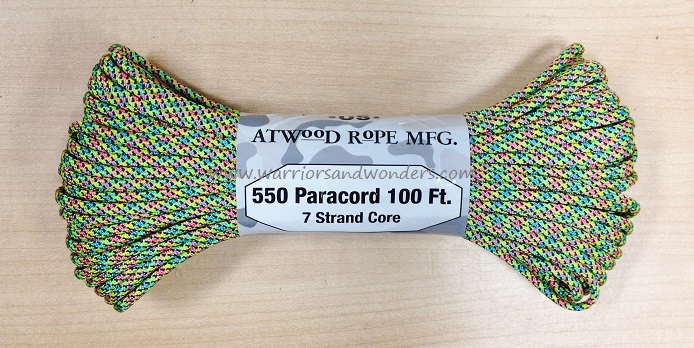 ATWOOD ROPE MFG.
www.warriorsandwonders.com
550 Paracord 100 Ft.
7 Strand Core